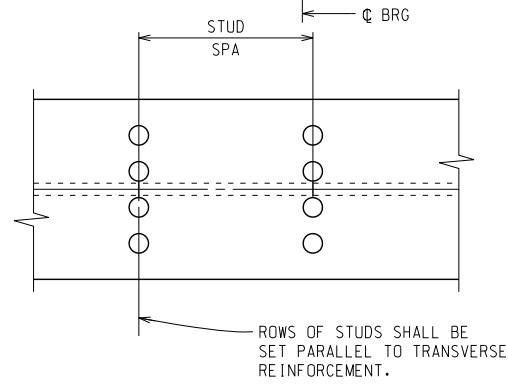 ℄ BRG
STUD
SPA
ROWS OF STUDS SHALL BE
SET PARALLEL TO TRANSVERSE
REINFORCEMENT.